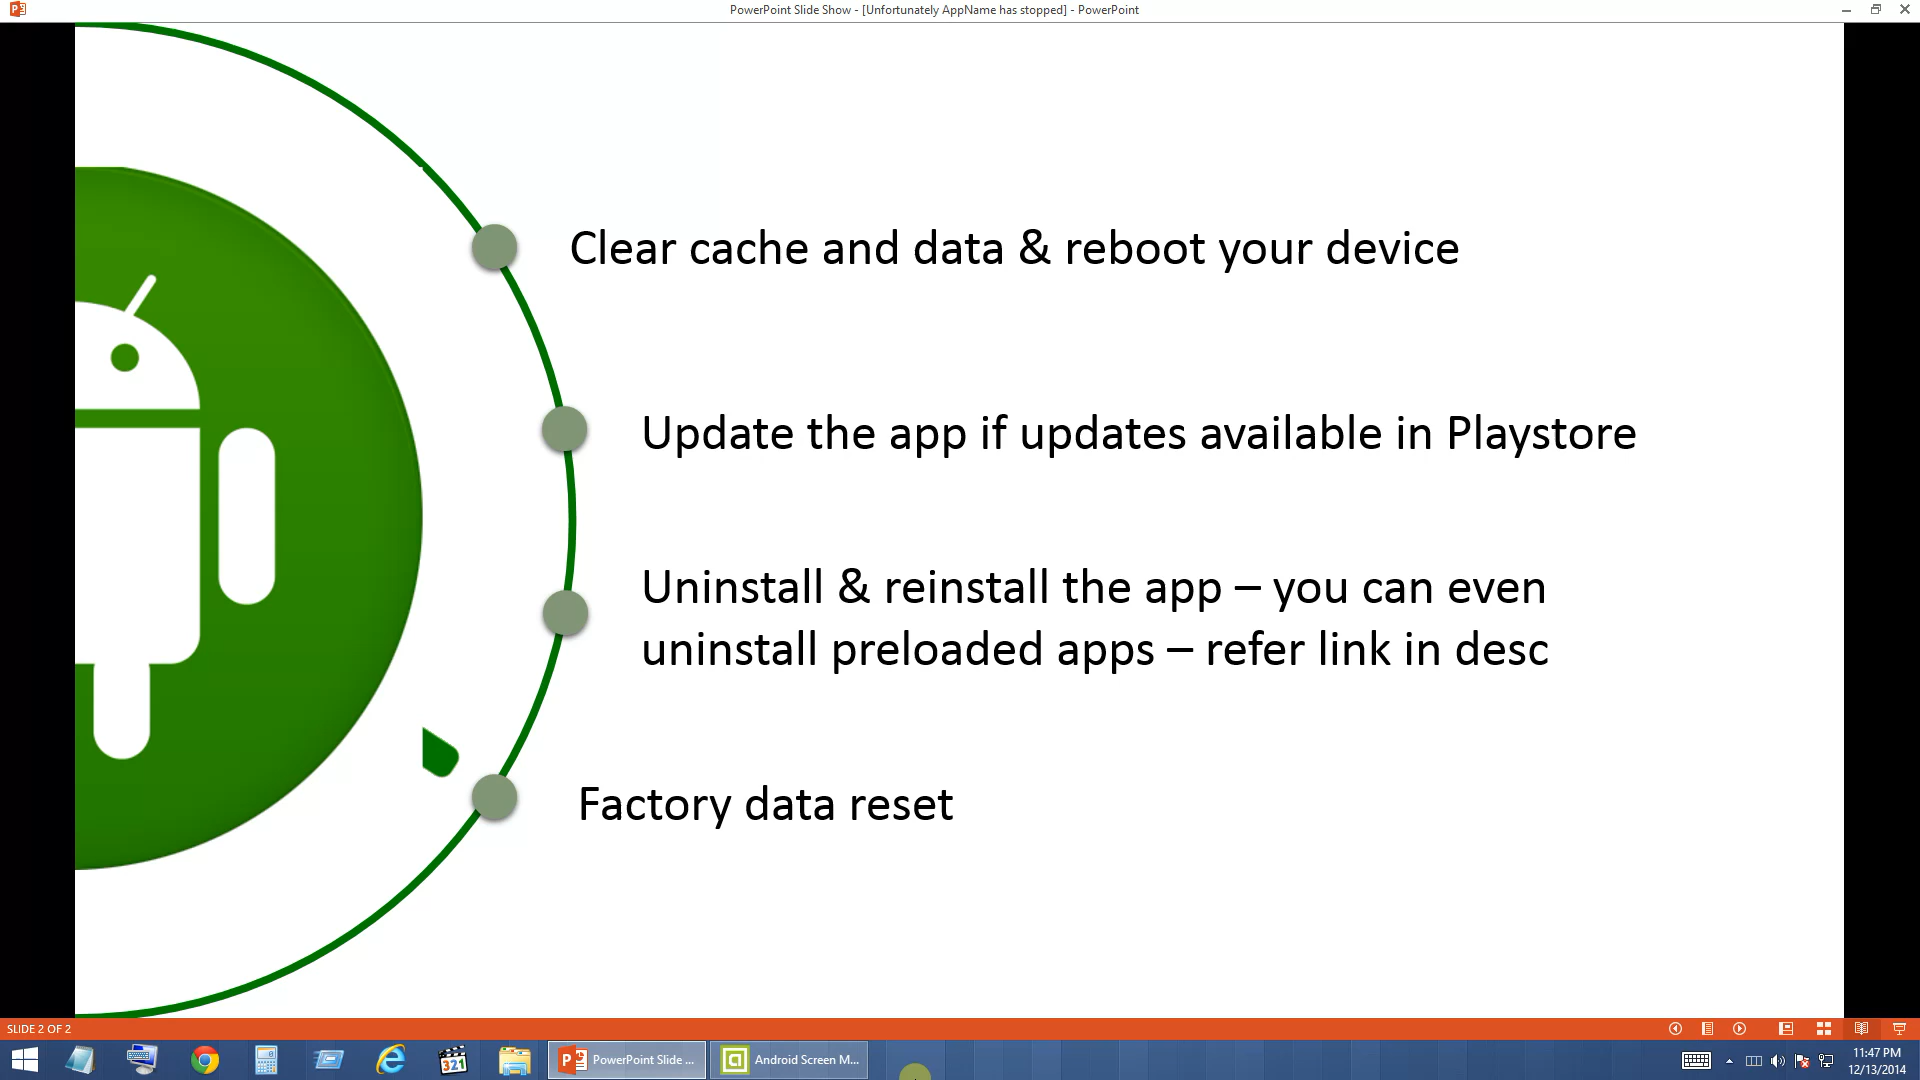 PowerPoint Slide Show - [Unfortunately AppName has stopped] - PowerPoint
Clear cache and data & reboot your device
Update the app if updates available in Playstore
Uninstall & reinstall the app – you can even
uninstall preloaded apps – refer link in desc
Factory data reset
SLIDE 2 OF 2
321
PowerPoint Slide ...
Android Screen M...
11:47 PM
12/13/2014